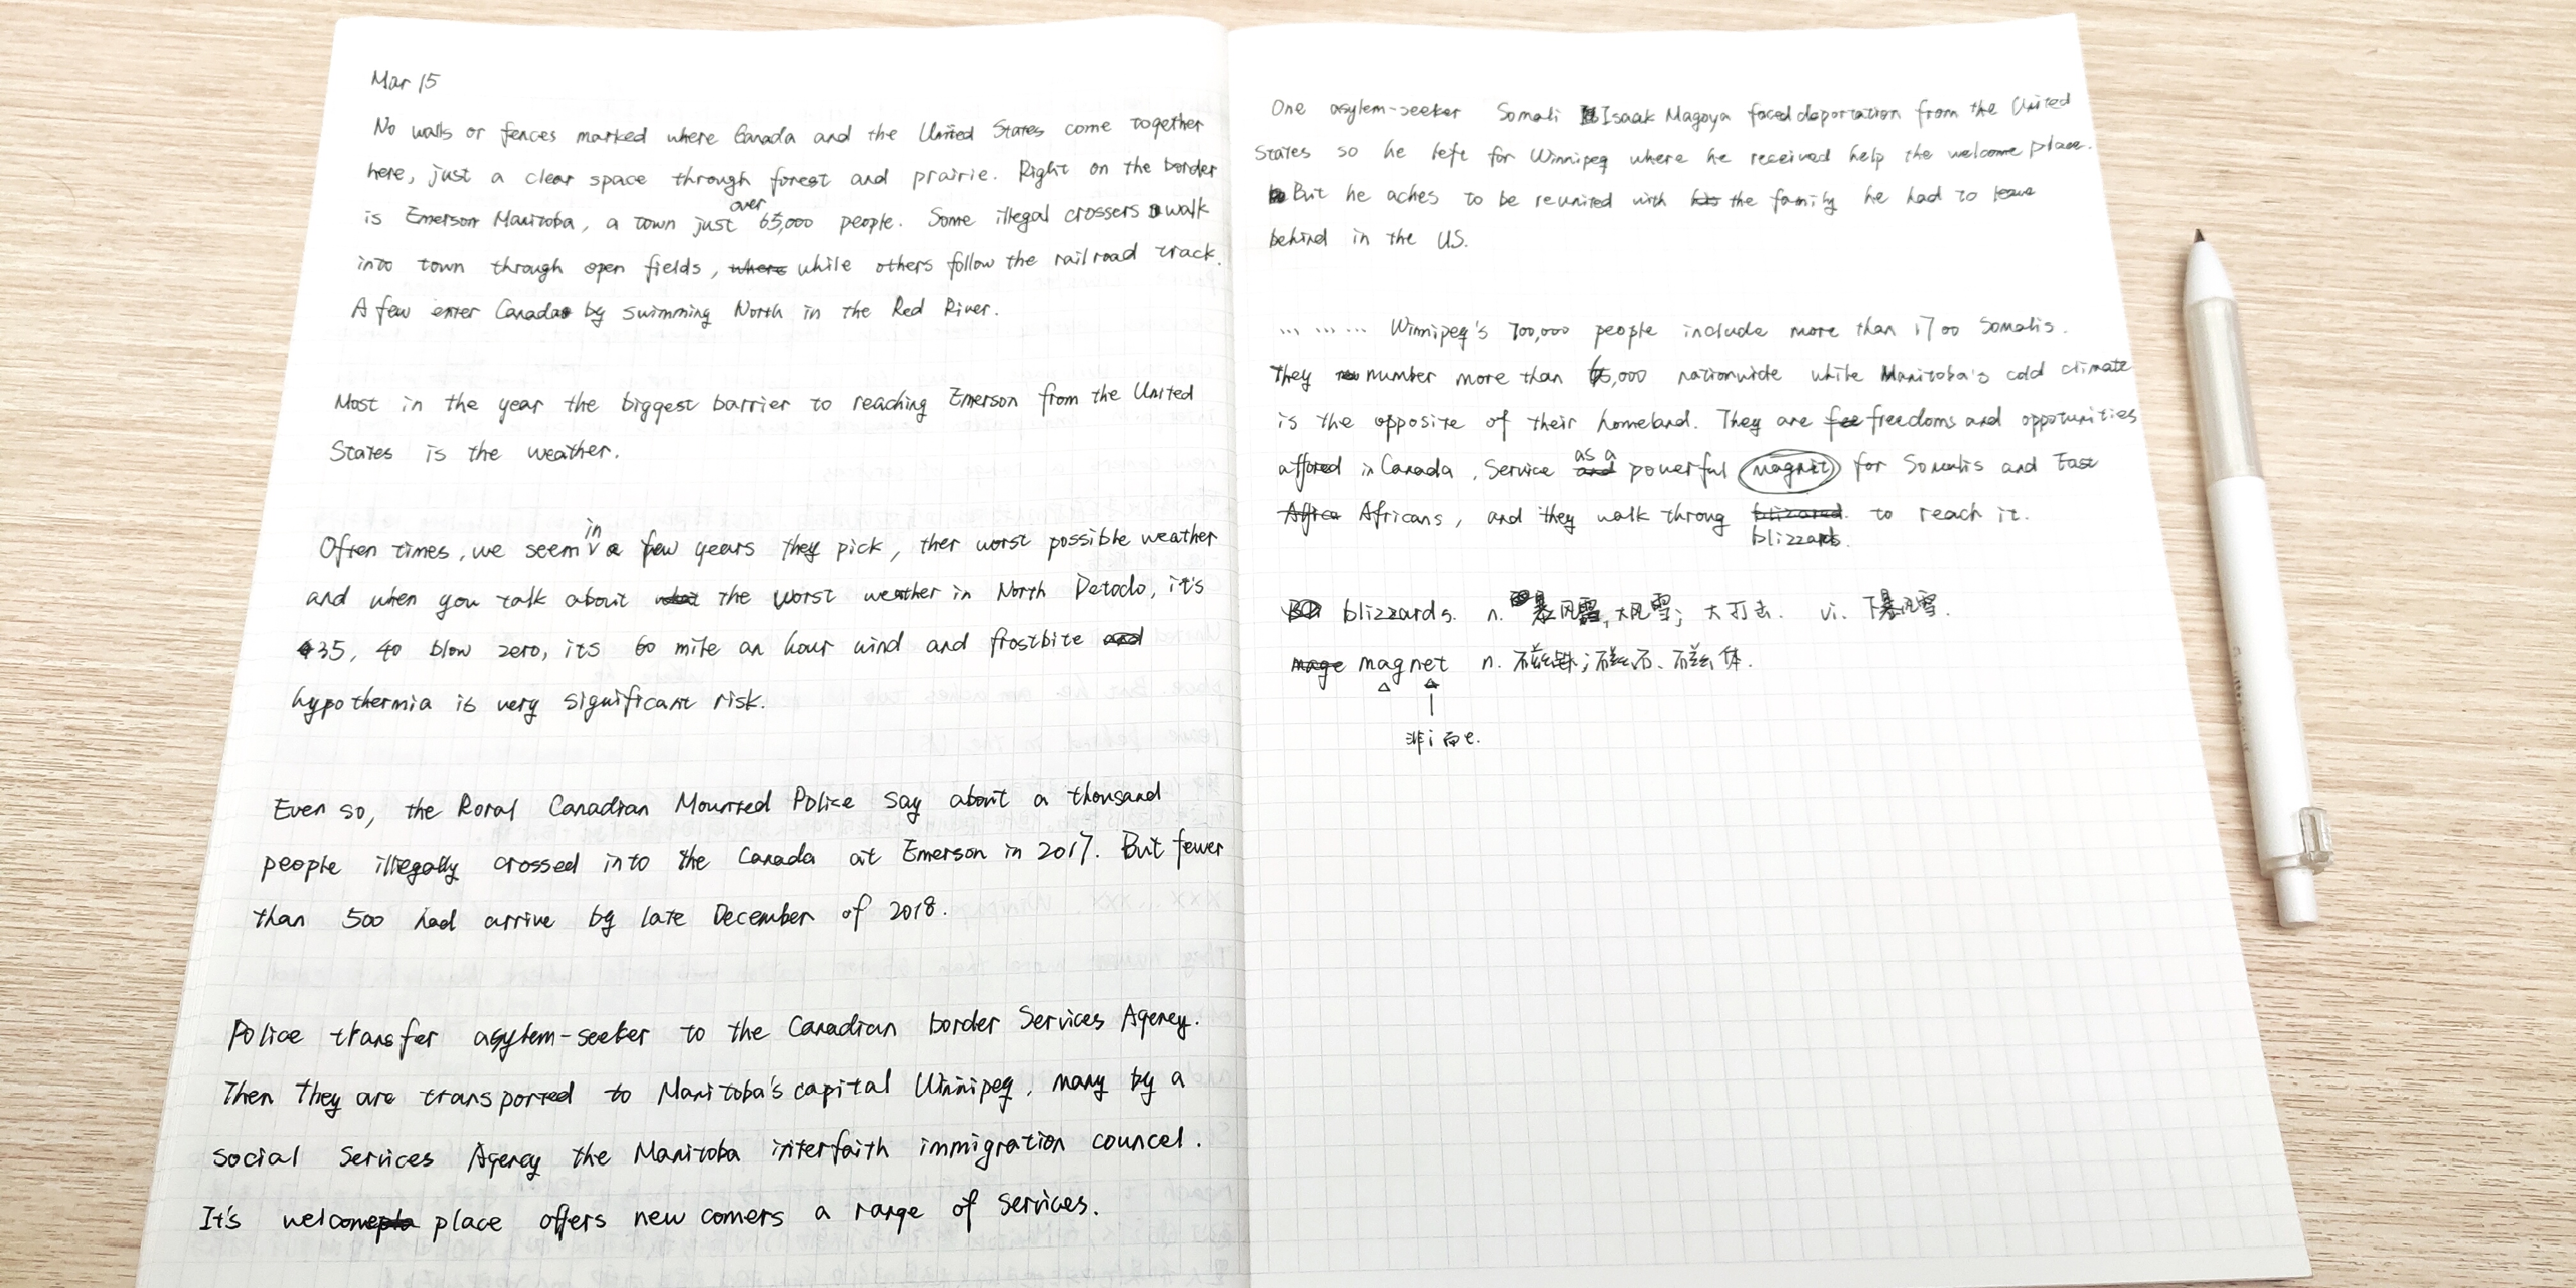 Mar 15
No walls or fences marked where Canada and the United States come together
here, just a clear space through forest and prairie. Right on the border
is Emerson Manitoba, a town just over 65,000 people. Some illegal crossers walk
into town through open fields, where while others follow the railroad track.
A few enter Canada by swimming North in the Red River.
Most in the year the biggest barrier to reaching Emerson from the United
States is the weather.
Often times, we seem in a few years they pick, ther worst possible weather
and when you talk about the worst weather in North Detoclo, it's
35, 40 blow zero, its 60 mile an hour wind and frostbite and
hypothermia is very significant risk.
Even so, the Roral Canadian Mounted Police say about a thousand
people illegally crossed into the Canada at Emerson in 2017. But fewer
than 500 had arrive by late December of 2018.
Police transfer asylem-seeker to the Canadian border Services Agency.
Then they are transported to Manitoba's capital Winnipeg, many by a
social Services Agency the Manitoba interfaith immigration councel.
It's welcome place offers new comers a range of services.
One asylem-seeker Somali Isaak Magoya faced deportation from the United
States so he left for Winnipeg where he received help the welcome place.
But he aches to be reunited with his the family he had to leave
behind in the US.
... ... ... Winnipeg's 700,000 people include more than 1700 Somalis.
They number more than 65,000 nationwide while Manitoba's cold climate
is the opposite of their homeland. They are fee freedoms and oppotunities
affored in Canada, Service and as a powerful magnit for Somalis and East
Africa Africans, and they walk throug blizzared to reach it.
blizzards.
blizzards. n. 暴风雪,大风雪; 大打击. vi. 下暴风雪.
mage magnet n. 磁铁;磁石、磁体.
非i而e.